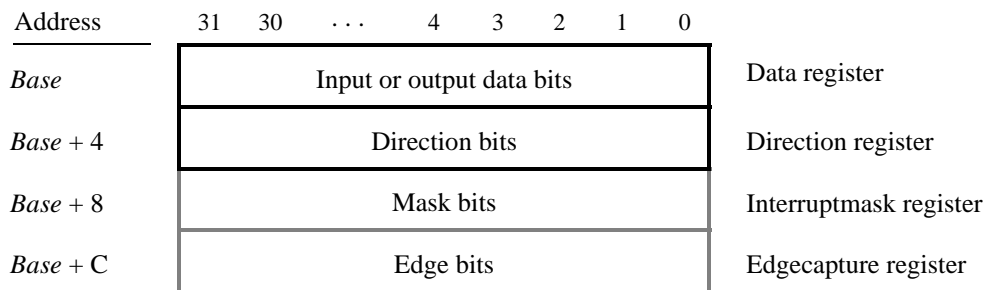 Address 31 30 . . . 4 3 2 1 0
Base Input or output data bits Data register
Base + 4 Direction bits Direction register
Base + 8 Mask bits Interruptmask register
Base + C Edge bits Edgecapture register